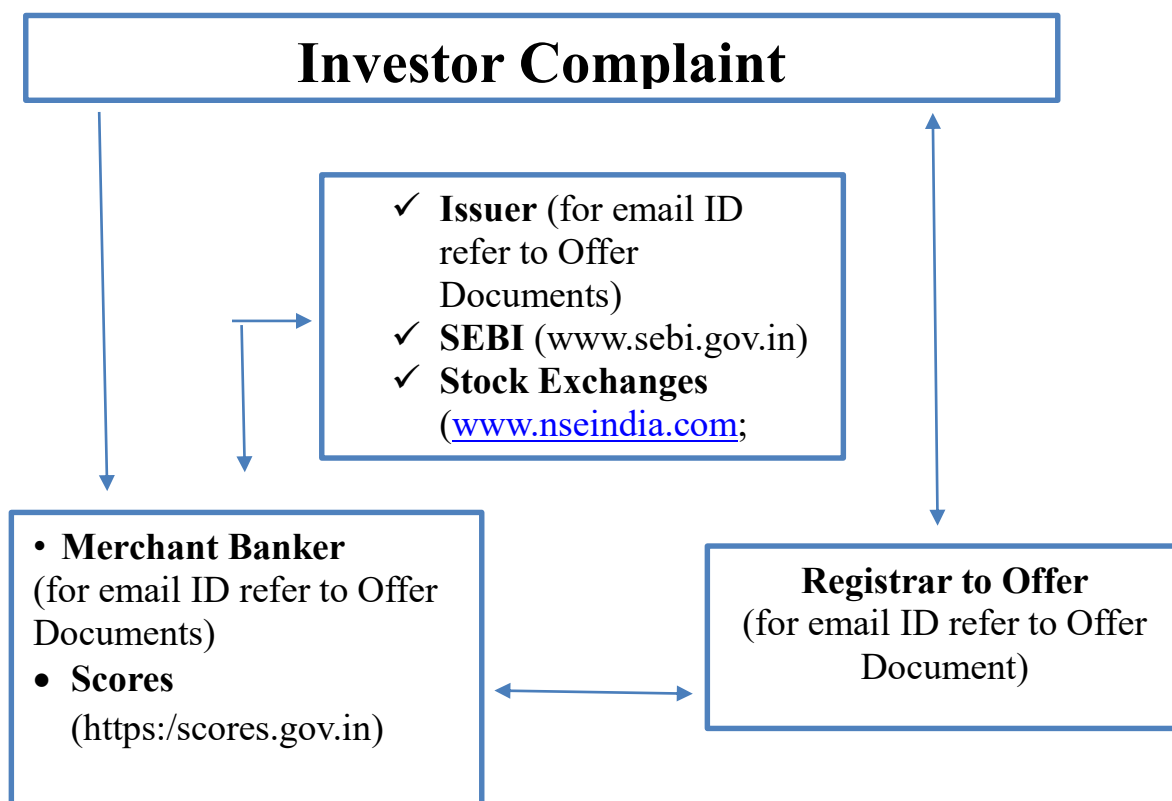 Investor Complaint
✓ Issuer (for email ID
refer to Offer
Documents)
✓ SEBI (www.sebi.gov.in)
✓ Stock Exchanges
(www.nseindia.com;
• Merchant Banker
(for email ID refer to Offer
Documents)
• Scores
(https:/scores.gov.in)
Registrar to Offer
(for email ID refer to Offer
Document)